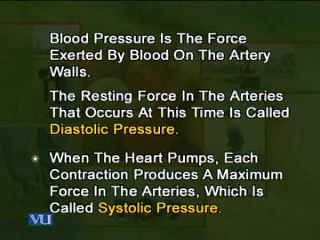 Blood Pressure Is The Force
Exerted By Blood On The Artery
Walls.
The Resting Force In The Arteries
That Occurs At This Time Is Called
Diastolic Pressure.
When The Heart Pumps, Each
Contraction Produces A Maximum
Force In The Arteries, Which Is
Called Systolic Pressure.
VU